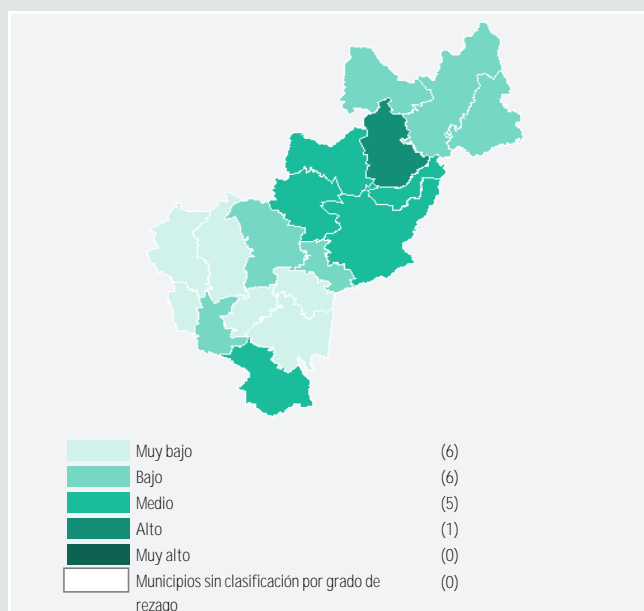 Muy bajo (6)
Bajo (6)
Medio (5)
Alto (1)
Muy alto (0)
Municipios sin clasificación por grado de (0)
rezago